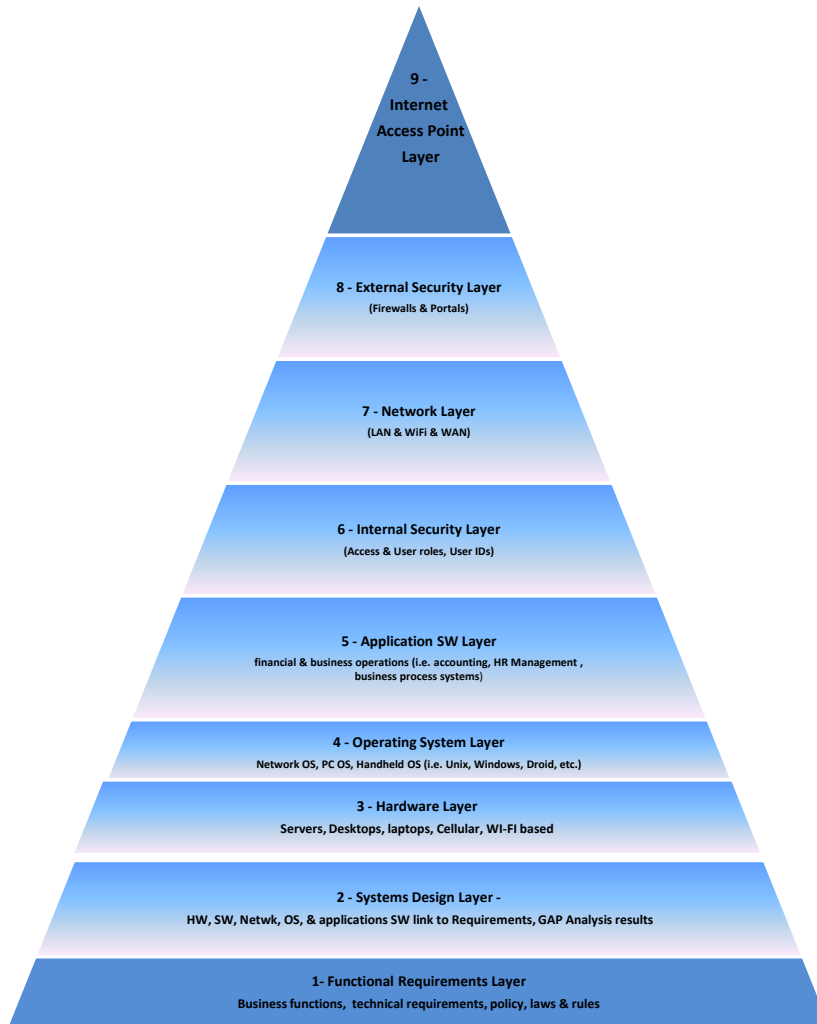 9 -
Internet
Access Point
Layer
8 - External Security Layer
(Firewalls & Portals)
7 - Network Layer
(LAN & WiFi & WAN)
6 - Internal Security Layer
(Access & User roles, User IDs)
5 - Application SW Layer
financial & business operations (i.e. accounting, HR Management ,
business process systems)
4 - Operating System Layer
Network OS, PC OS, Handheld OS (i.e. Unix, Windows, Droid, etc.)
3 - Hardware Layer
Servers, Desktops, laptops, Cellular, WI-FI based
2 - Systems Design Layer -
HW, SW, Netwk, OS, & applications SW link to Requirements, GAP Analysis results
1- Functional Requirements Layer
Business functions, technical requirements, policy, laws & rules